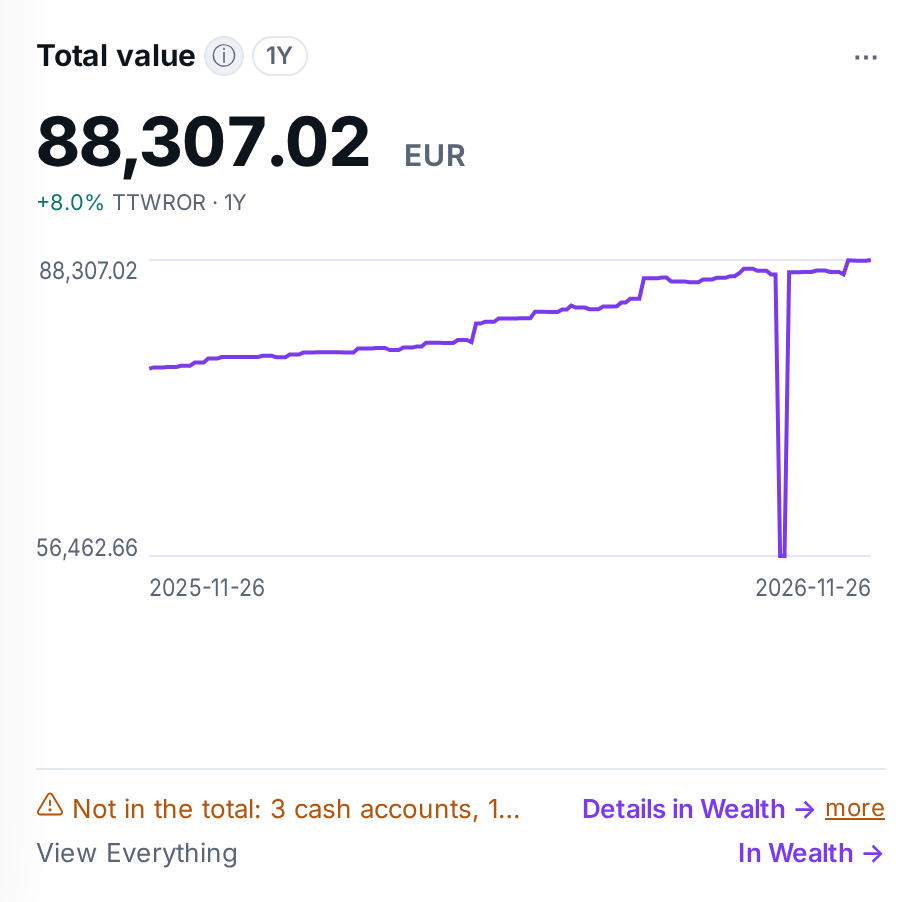 Total value ⓘ 1Y ...
88,307.02 EUR
+8.0% TTWROR · 1Y
88,307.02
56,462.66
2025-11-26 2026-11-26
⚠ Not in the total: 3 cash accounts, 1... Details in Wealth → more
View Everything In Wealth →